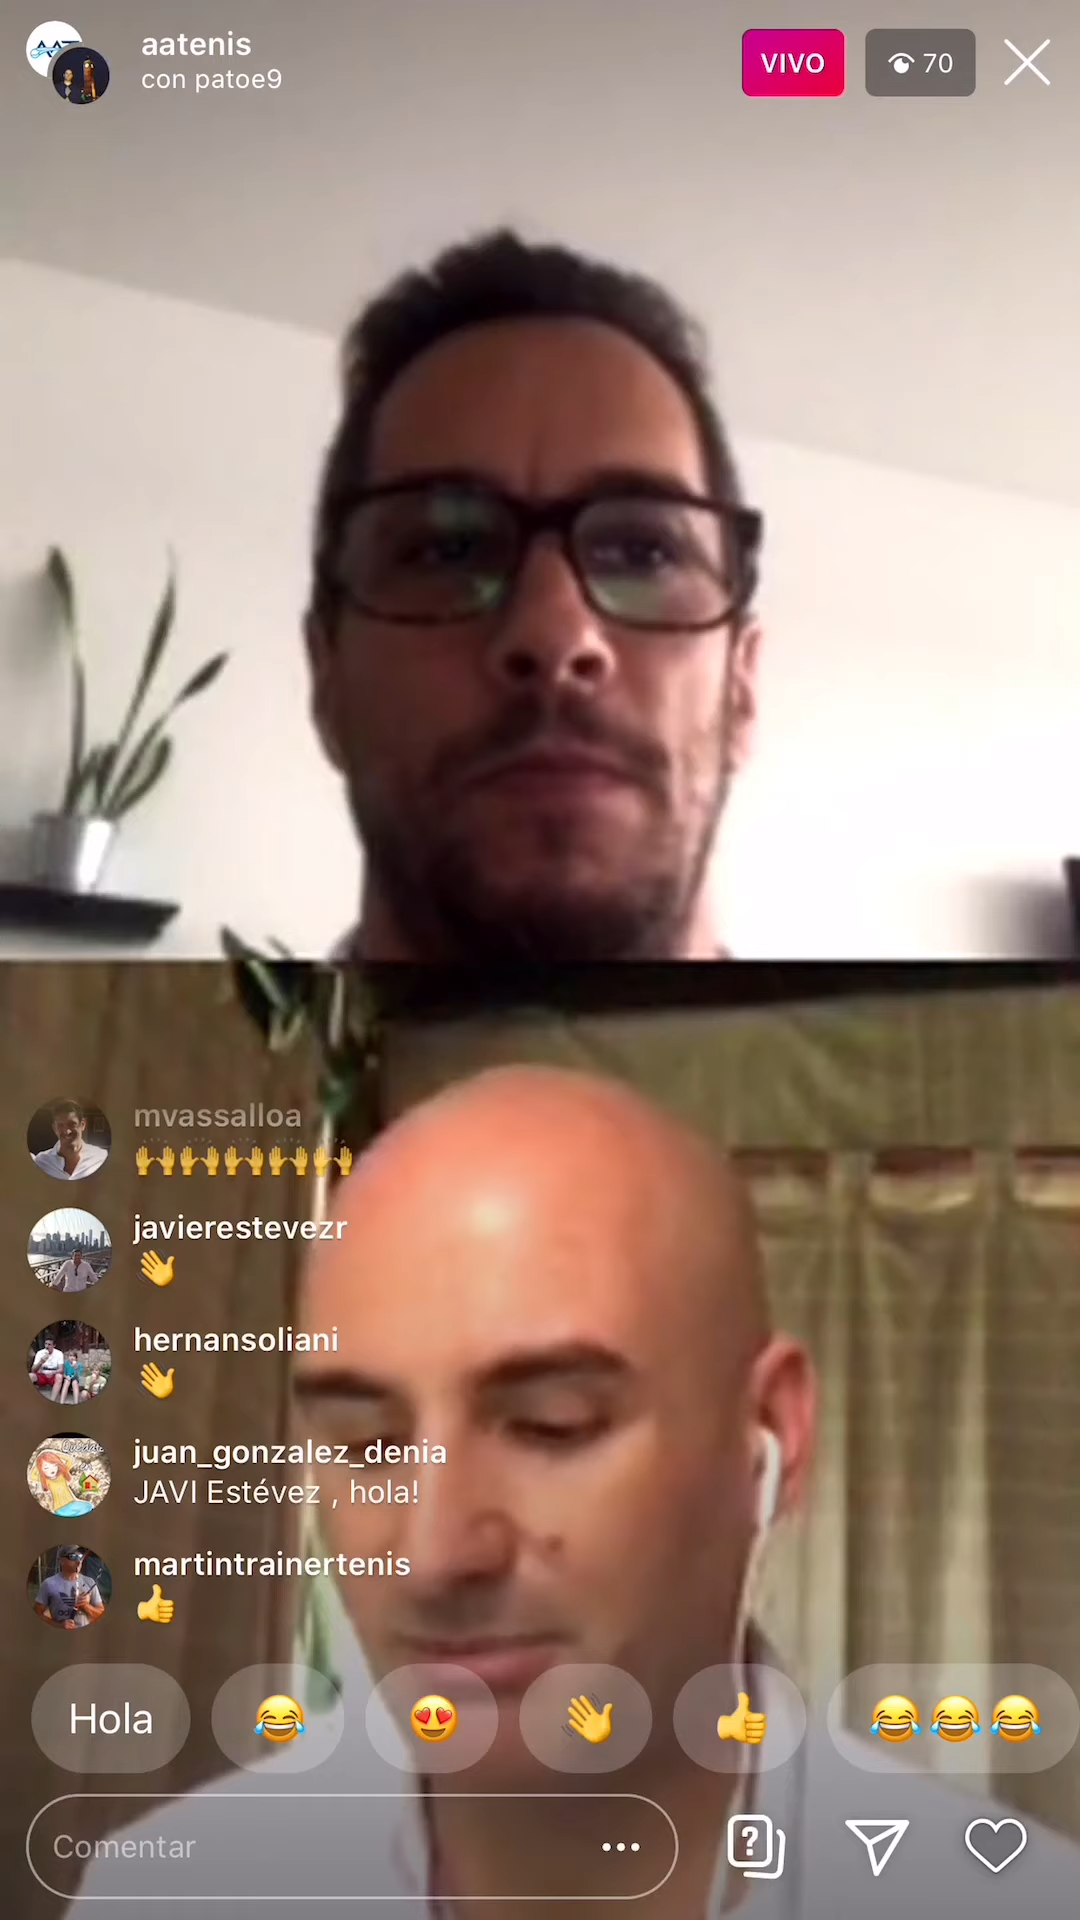 aatenis
con patoe9
VIVO
70
mvassalloa
🙌🙌🙌🙌🙌
javierestevezr
👋
hernansoliani
👋
juan_gonzalez_denia
JAVI Estévez , hola!
martintrainertenis
👍
Hola 😂 😍 👋 👍 😂😂😂
Comentar